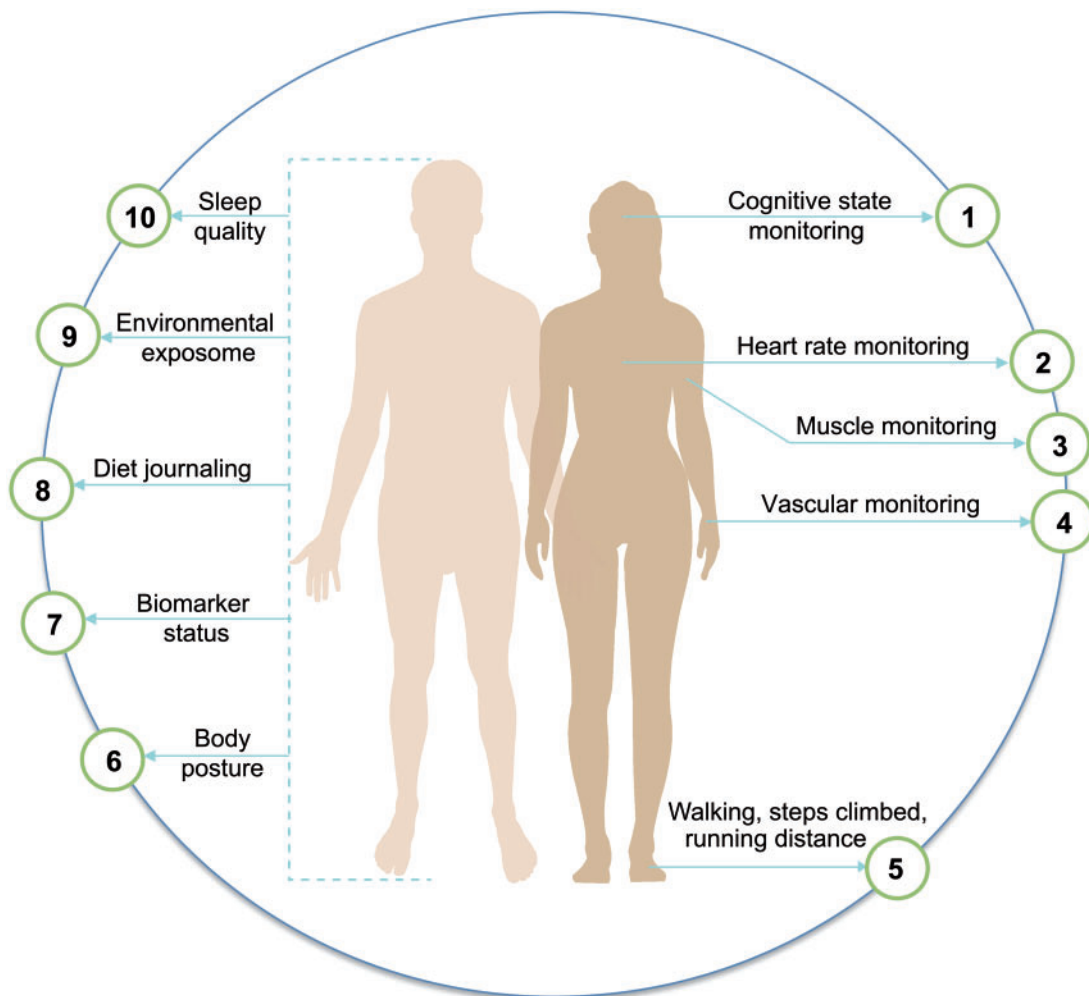 10
Sleep
quality
Cognitive state
monitoring
1
9
Environmental
exposome
Heart rate monitoring
2
Muscle monitoring
3
8
Diet journaling
Vascular monitoring
4
7
Biomarker
status
6
Body
posture
Walking, steps climbed,
running distance
5